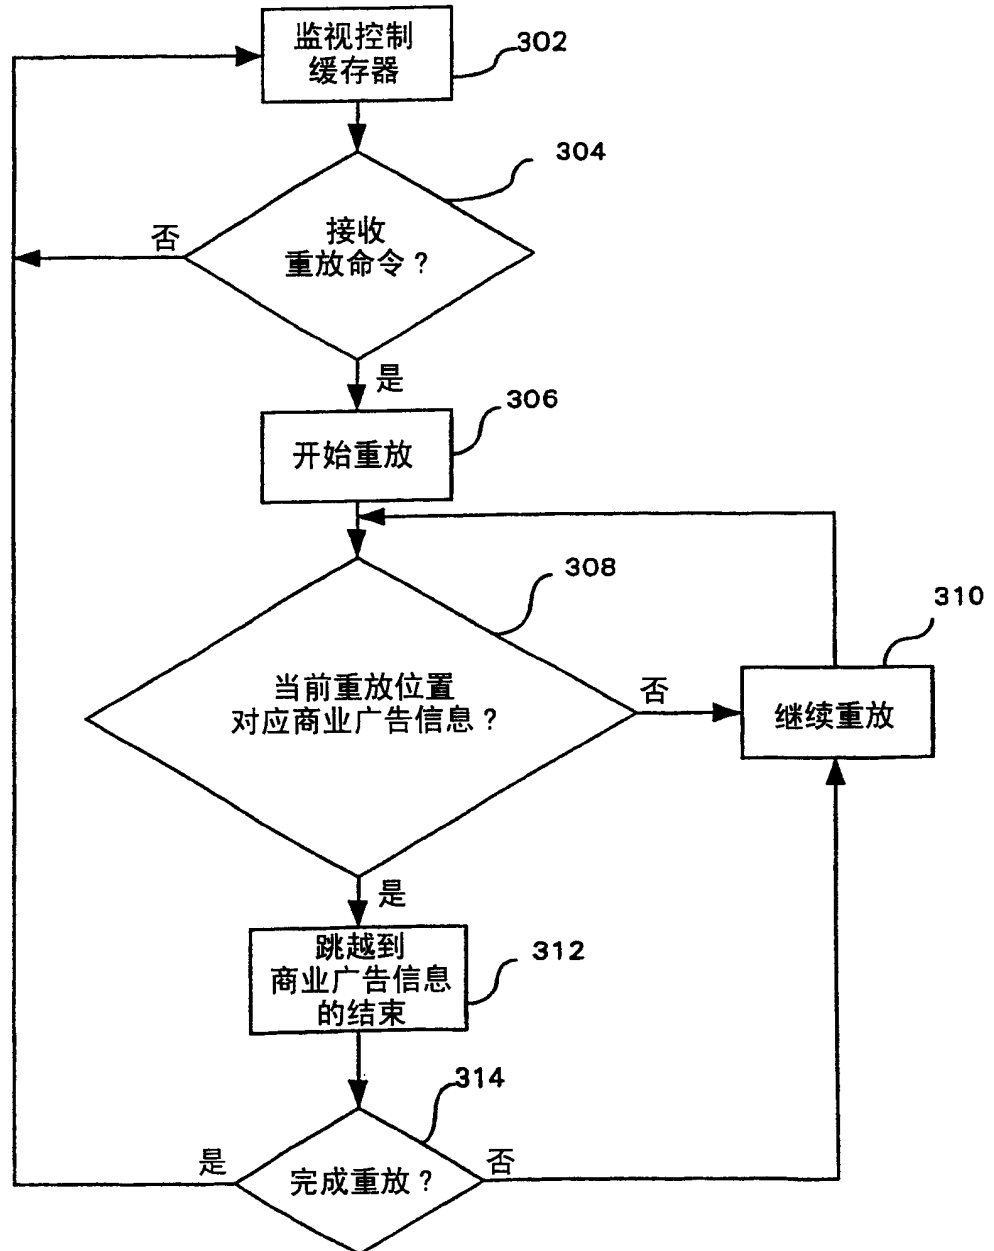 监视控制
缓存器
302
304
接收
重放命令?
否
是
306
开始重放
308
310
当前重放位置
对应商业广告信息?
否
继续重放
是
跳越到
商业广告信息
的结束
312
314
是
完成重放?
否